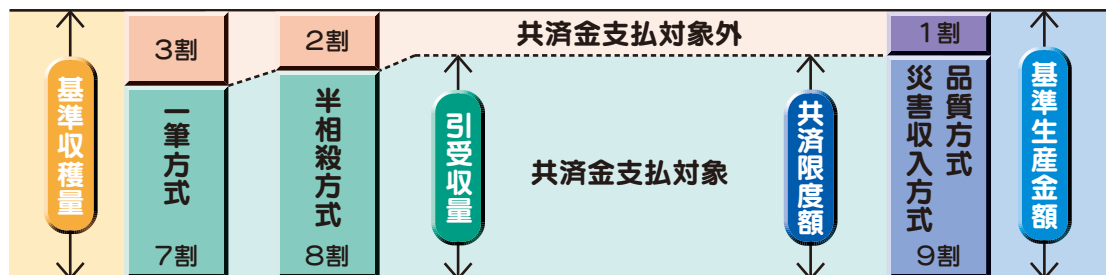 基準収穫量
3割
一筆方式
7割
2割
半相殺方式
8割
共済金支払対象外
引受収量
共済金支払対象
共済限度額
1割
品質方式
災害収入方式
9割
基準生産金額